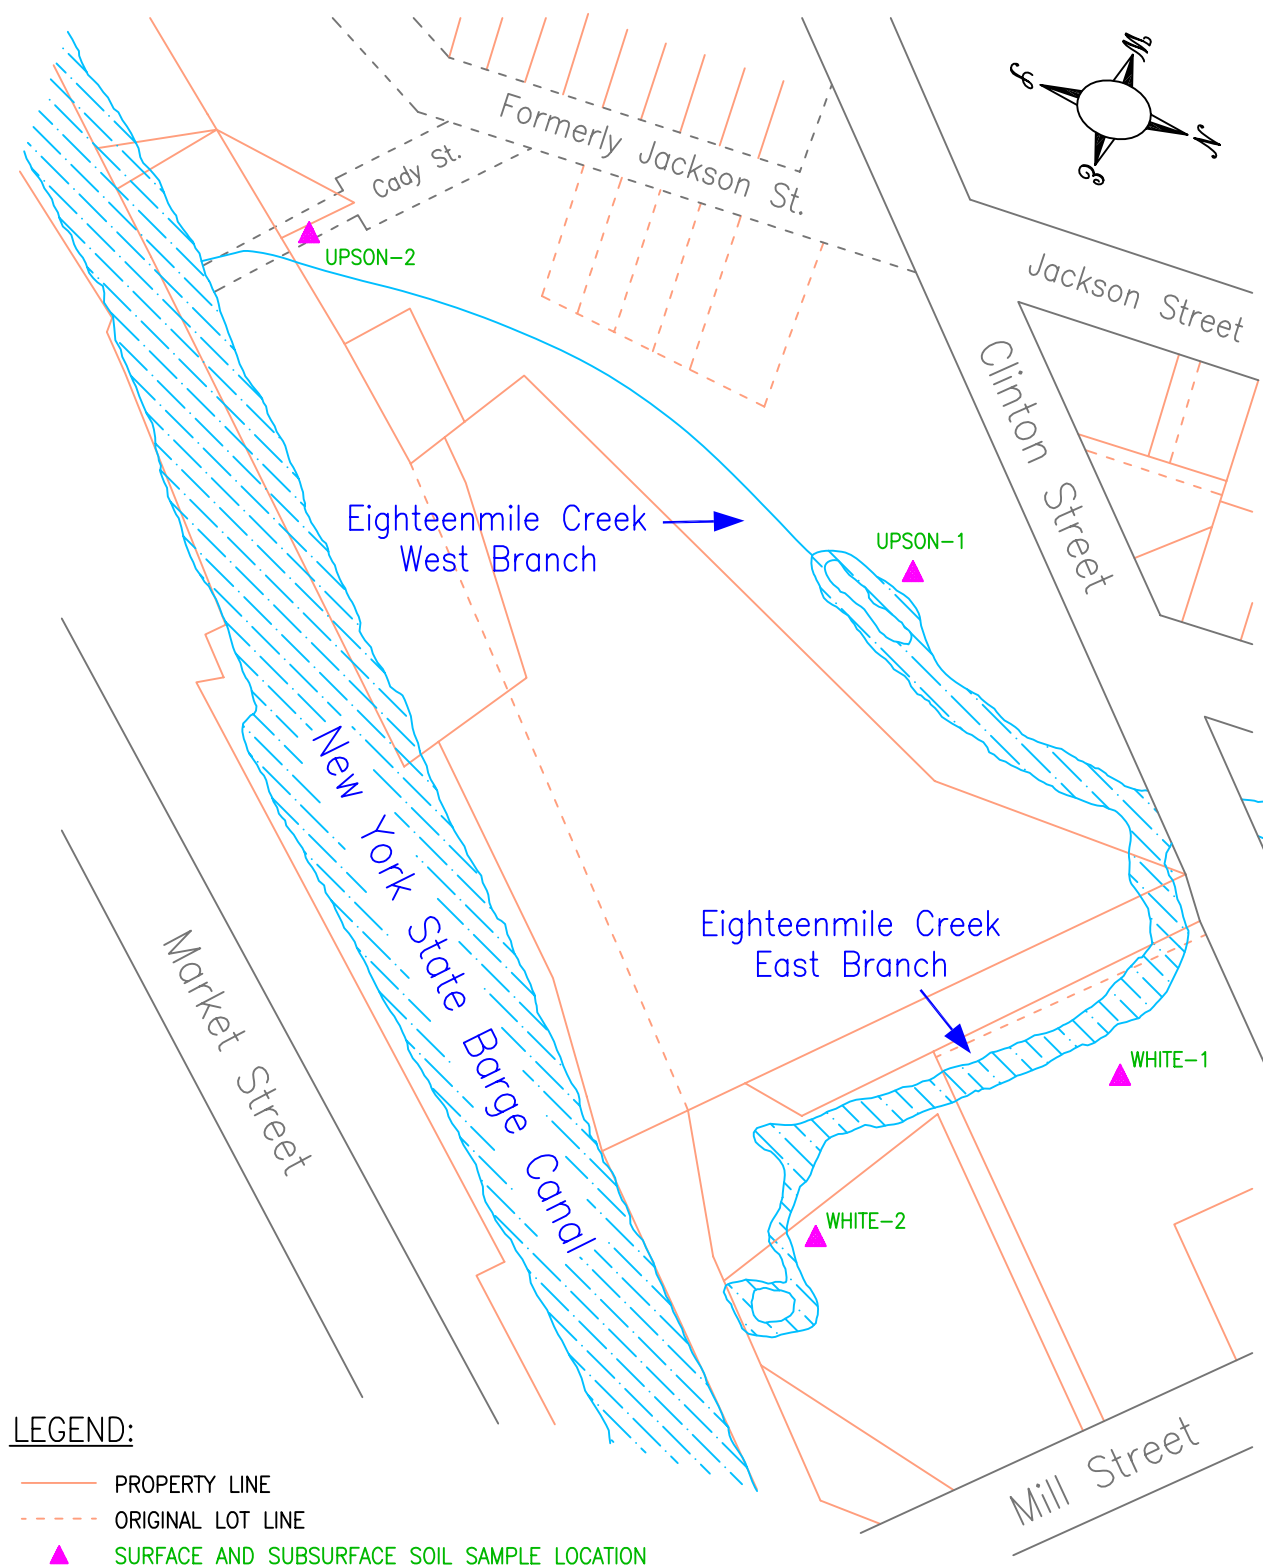 W
S
N
E
Formerly Jackson St.
Cady St.
UPSON-2
Jackson Street
Clinton Street
Eighteenmile Creek
West Branch
UPSON-1
New York State Barge Canal
Eighteenmile Creek
East Branch
Market Street
WHITE-1
WHITE-2
Mill Street
LEGEND:
PROPERTY LINE
ORIGINAL LOT LINE
SURFACE AND SUBSURFACE SOIL SAMPLE LOCATION